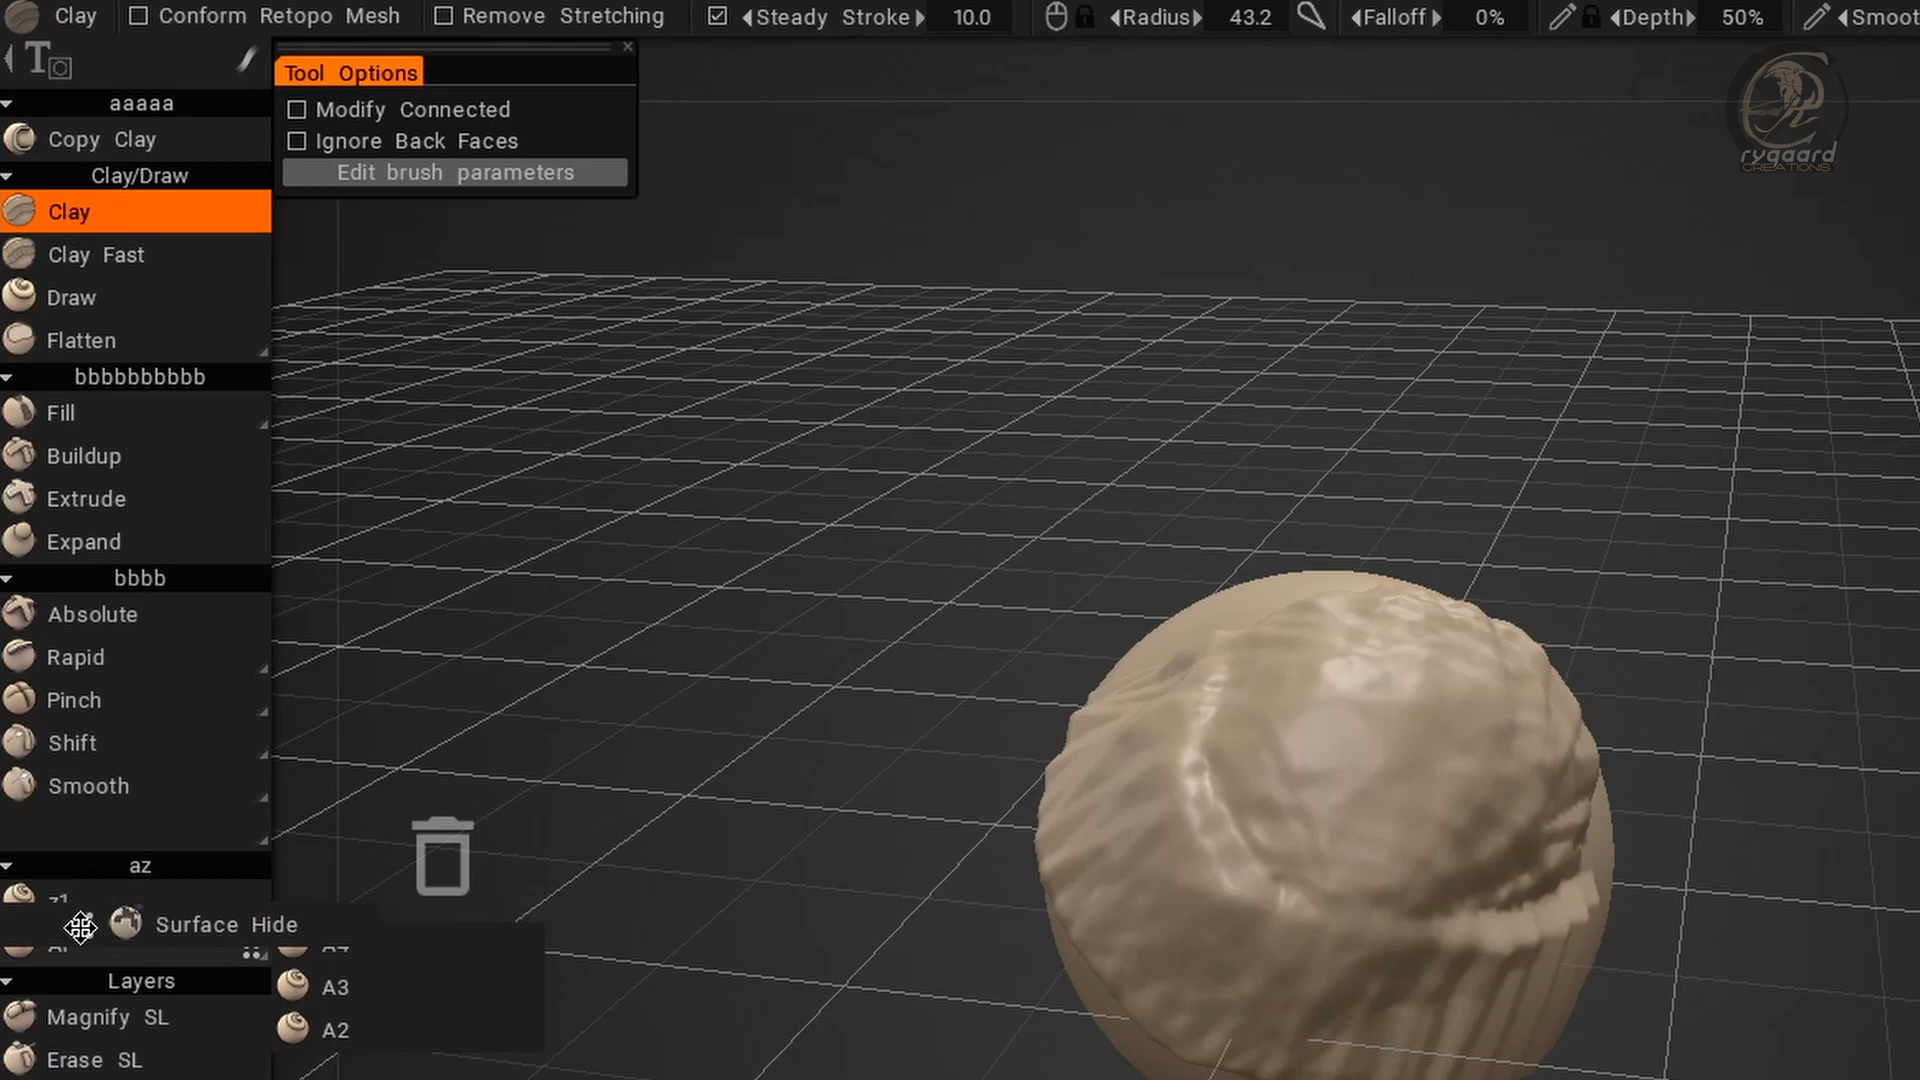 Clay Conform Retopo Mesh Remove Stretching Steady Stroke 10.0 Radius 43.2 Falloff 0% Depth 50% Smoot
T
Tool Options
Modify Connected
Ignore Back Faces
Edit brush parameters
aaaaa
Copy Clay
Clay/Draw
Clay
Clay Fast
Draw
Flatten
bbbbbbbbbb
Fill
Buildup
Extrude
Expand
bbbb
Absolute
Rapid
Pinch
Shift
Smooth
az
z1
Surface Hide
A4
A3
A2
Layers
Magnify SL
Erase SL
rygaard
CREATIONS